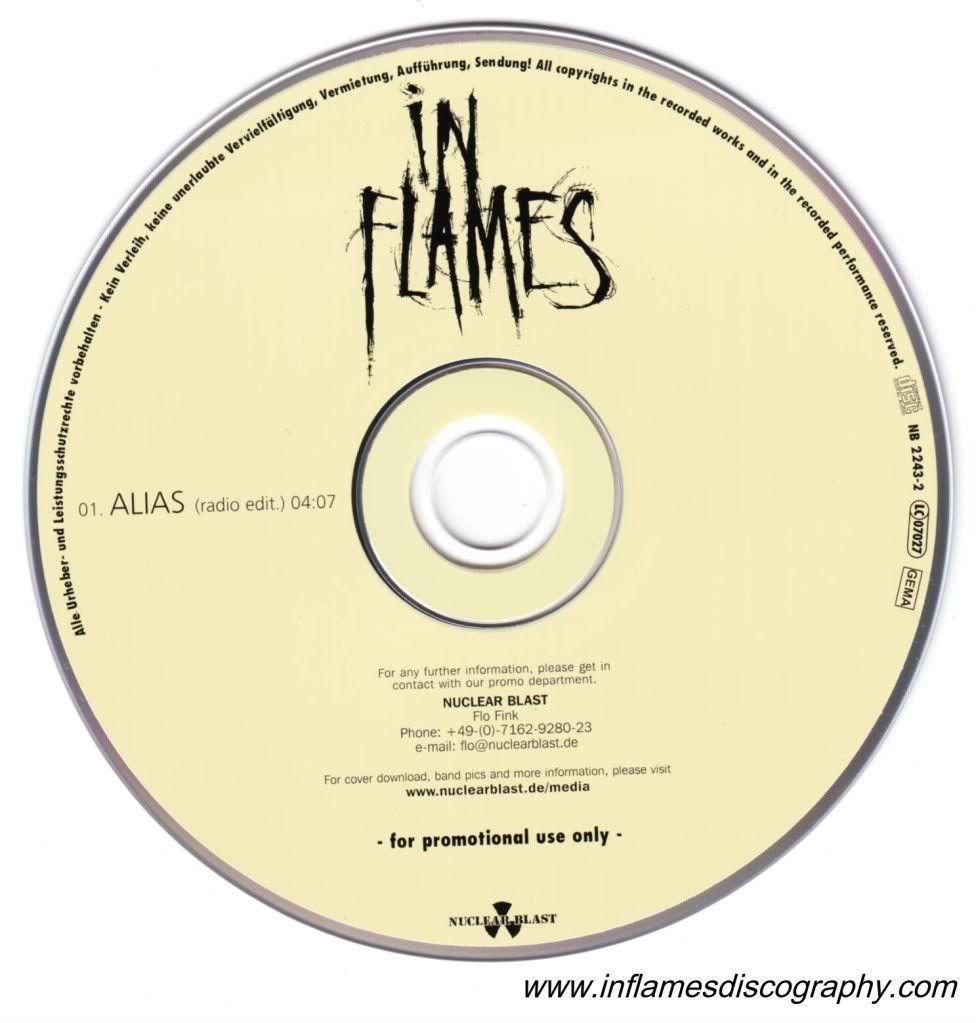 Alle Urheber- und Leistungsschutzrechte vorbehalten - Kein Verleih, keine unerlaubte Vervielfältigung, Vermietung, Aufführung, Sendung! All copyrights in the recorded works and in the recorded performance reserved.
iN
FLAMES
disc
NB 2243-2
LC 07027
GEMA
01. ALIAS (radio edit.) 04:07
For any further information, please get in
contact with our promo department.
NUCLEAR BLAST
Flo Fink
Phone: +49-(0)-7162-9280-23
e-mail: flo@nuclearblast.de
For cover download, band pics and more information, please visit
www.nuclearblast.de/media
- for promotional use only -
NUCLEAR BLAST
www.inflamesdiscography.com